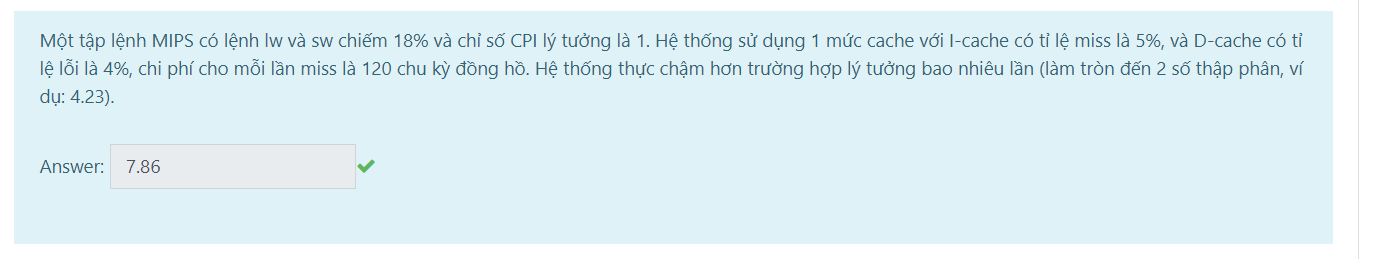 Một tập lệnh MIPS có lệnh lw và sw chiếm 18% và chỉ số CPI lý tưởng là 1. Hệ thống sử dụng 1 mức cache với I-cache có tỉ lệ miss là 5%, và D-cache có tỉ
lệ lỗi là 4%, chi phí cho mỗi lần miss là 120 chu kỳ đồng hồ. Hệ thống thực chậm hơn trường hợp lý tưởng bao nhiêu lần (làm tròn đến 2 số thập phân, ví
dụ: 4.23).
Answer: 7.86